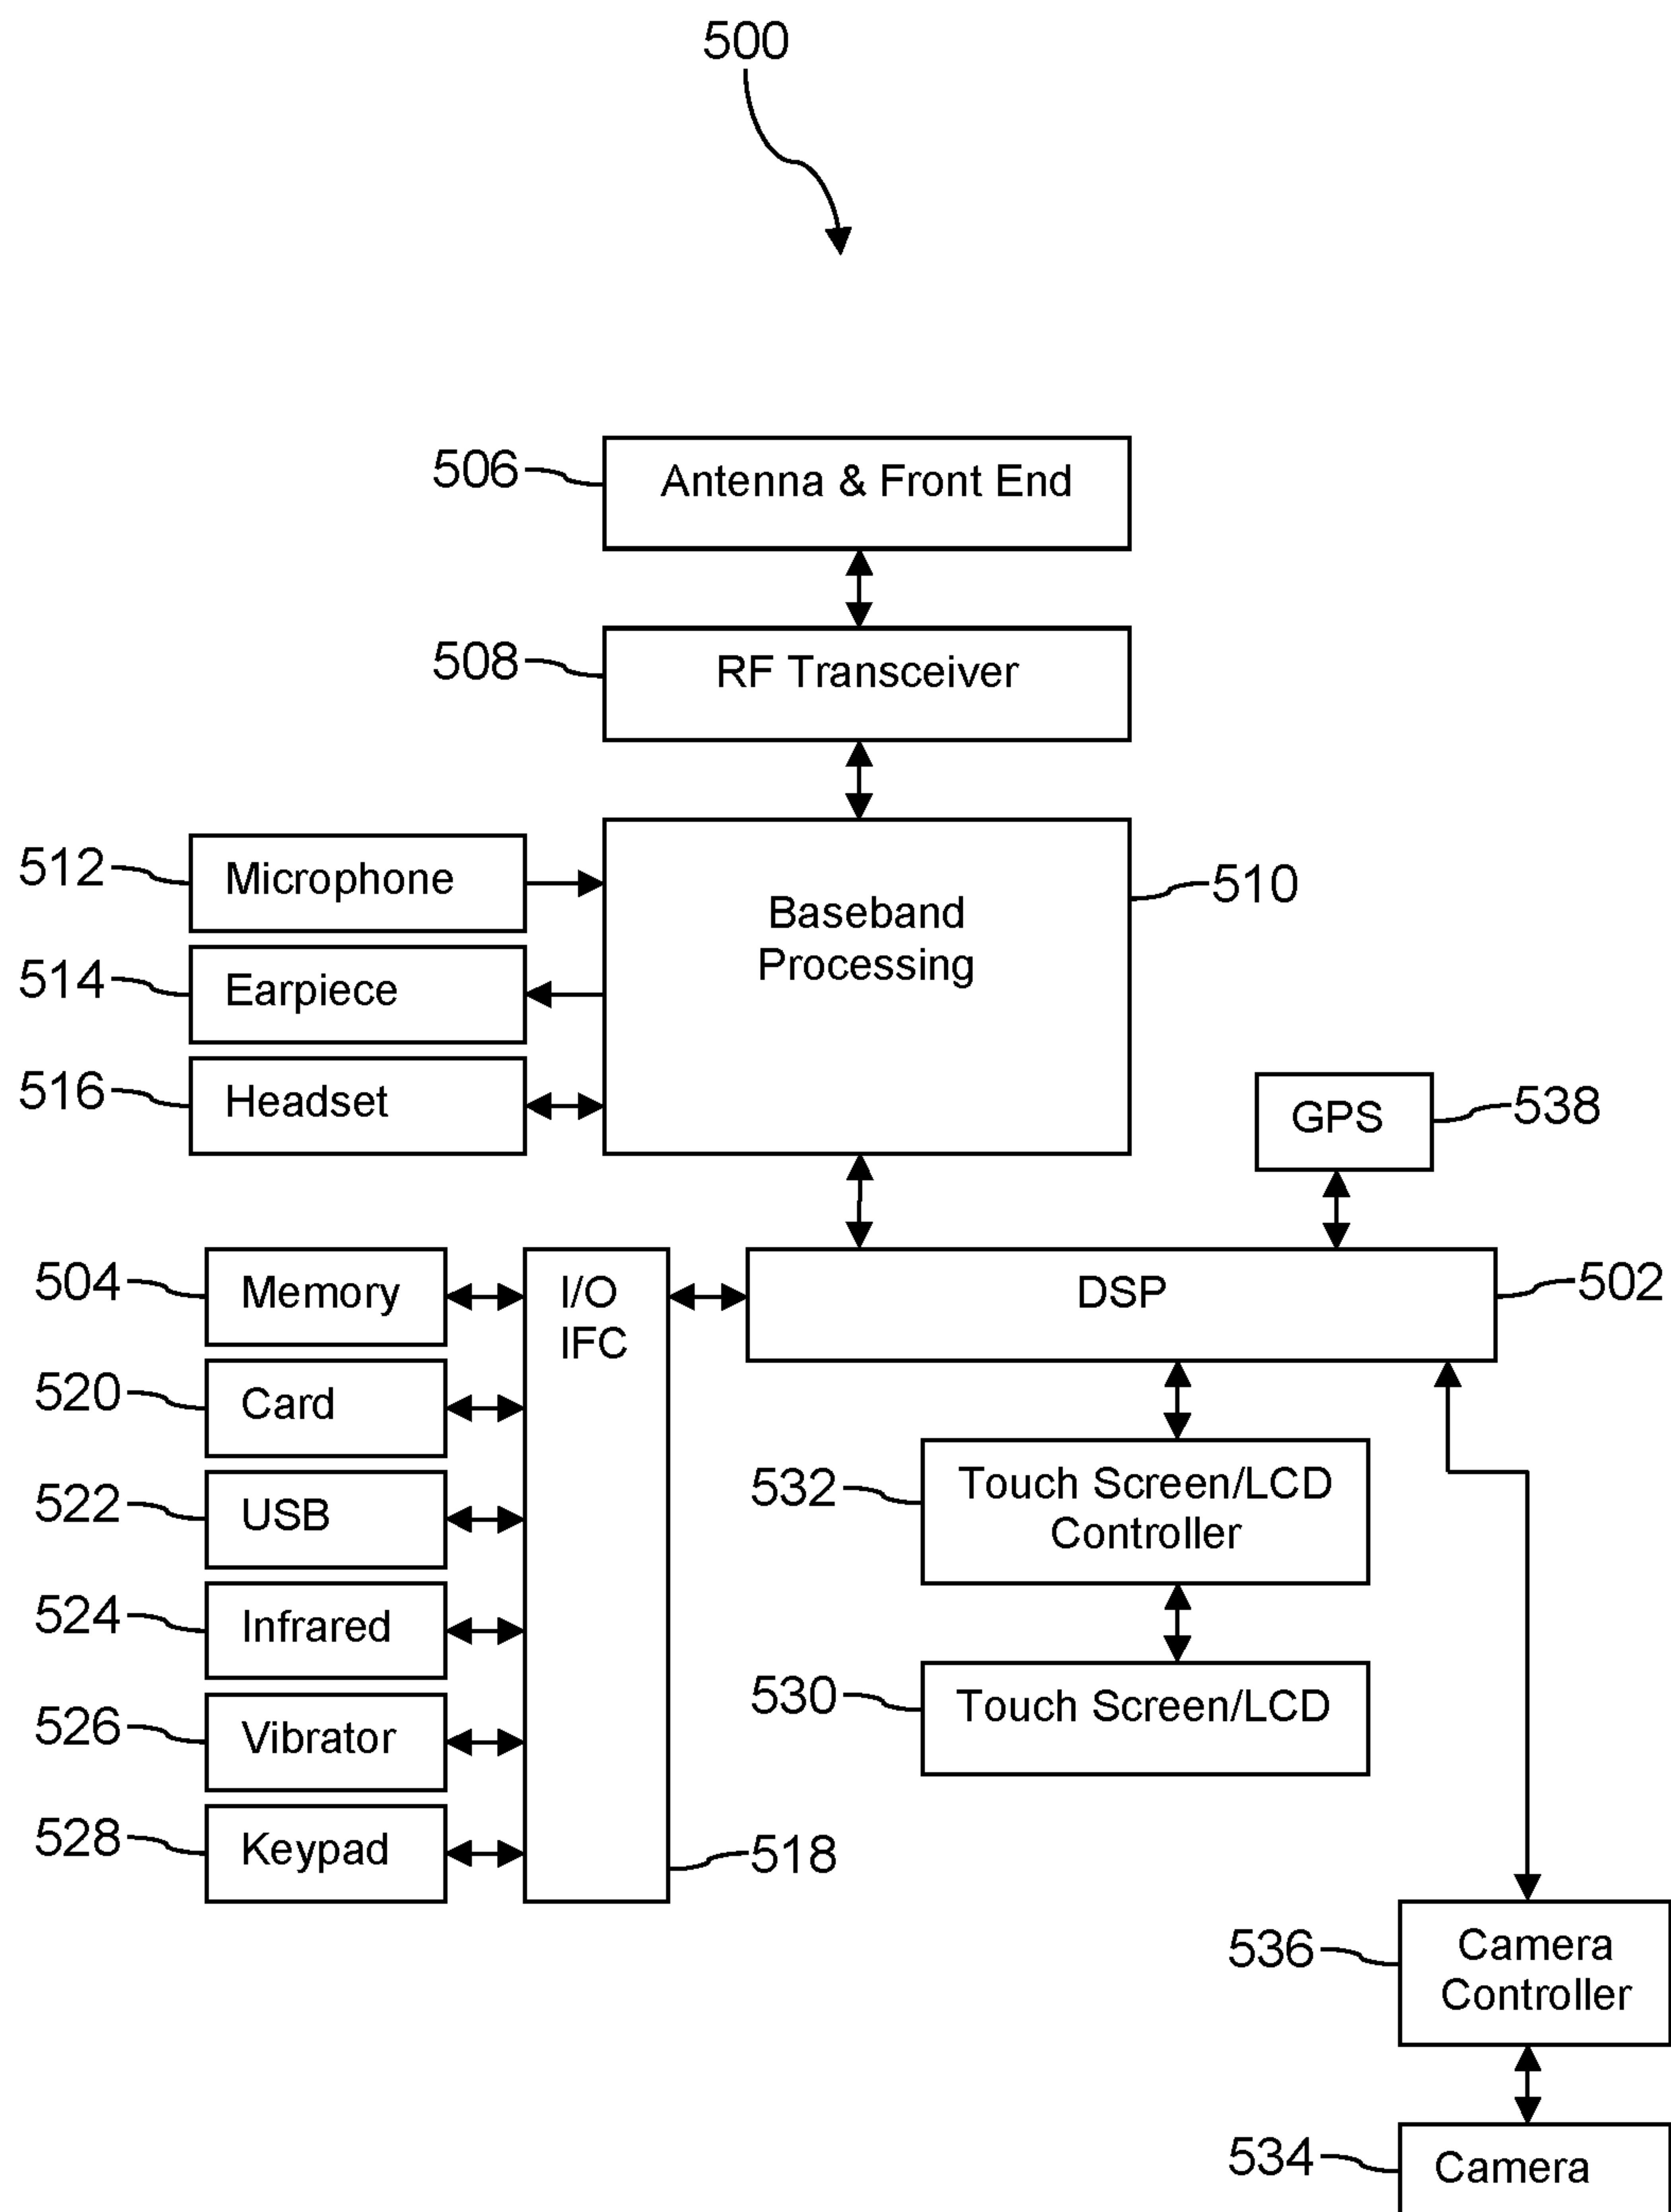 500
506
Antenna & Front End
508
RF Transceiver
512
Microphone
Baseband
Processing
510
514
Earpiece
516
Headset
GPS
538
504
Memory
I/O
IFC
DSP
502
520
Card
522
USB
532
Touch Screen/LCD
Controller
524
Infrared
526
Vibrator
530
Touch Screen/LCD
528
Keypad
518
536
Camera
Controller
534
Camera